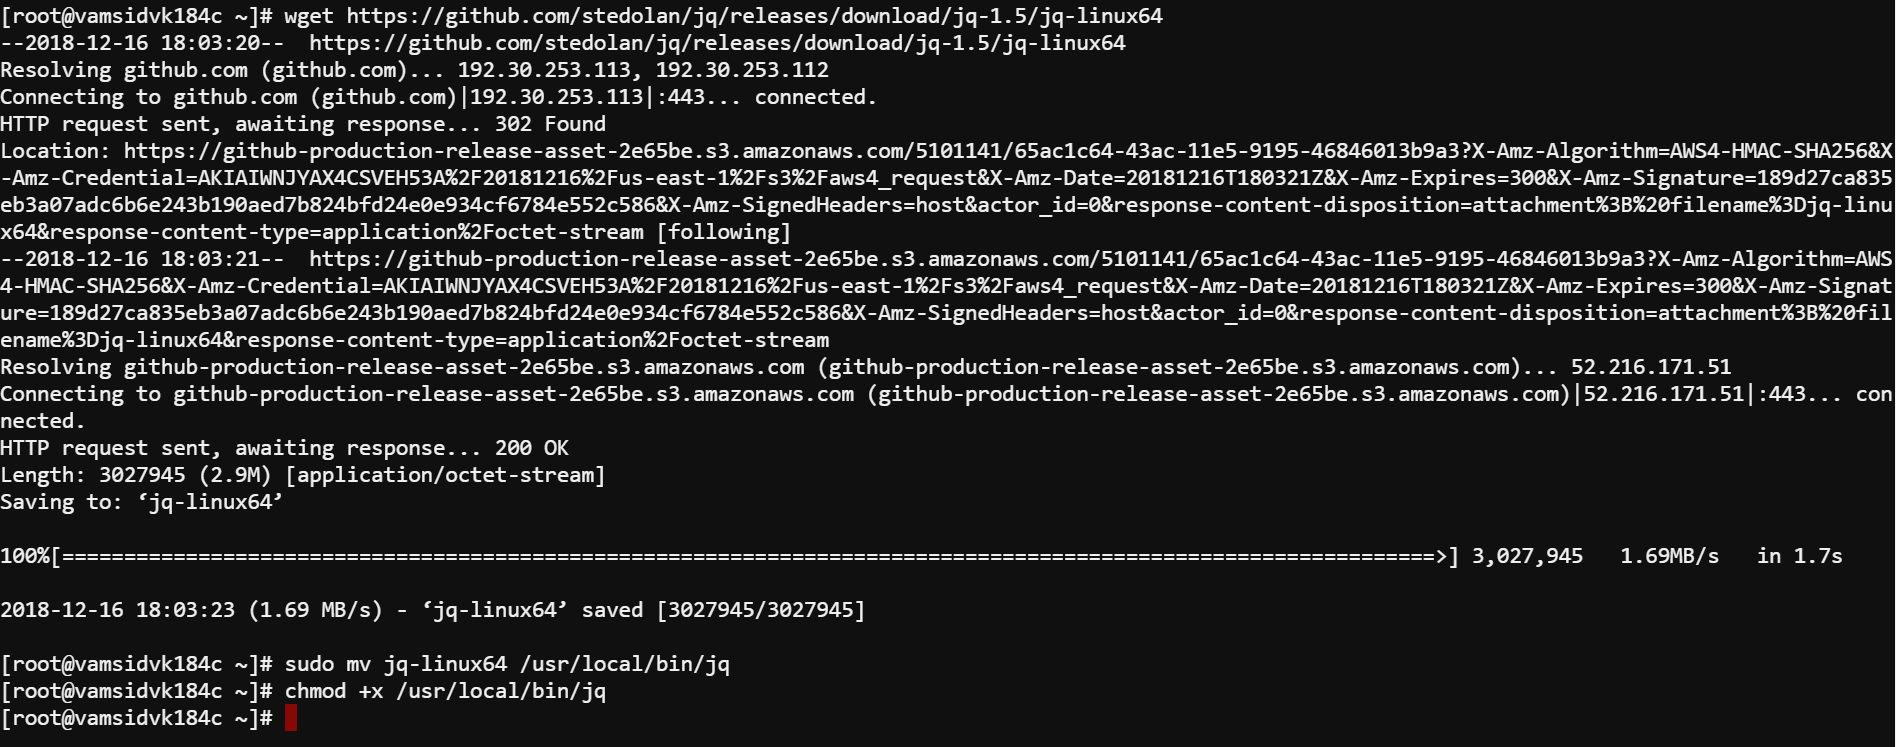 [root@vamsidvk184c ~]# wget https://github.com/stedolan/jq/releases/download/jq-1.5/jq-linux64
--2018-12-16 18:03:20--  https://github.com/stedolan/jq/releases/download/jq-1.5/jq-linux64
Resolving github.com (github.com)... 192.30.253.113, 192.30.253.112
Connecting to github.com (github.com)|192.30.253.113|:443... connected.
HTTP request sent, awaiting response... 302 Found
Location: https://github-production-release-asset-2e65be.s3.amazonaws.com/5101141/65ac1c64-43ac-11e5-9195-46846013b9a3?X-Amz-Algorithm=AWS4-HMAC-SHA256&X
-Amz-Credential=AKIAIWNJYAX4CSVEH53A%2F20181216%2Fus-east-1%2Fs3%2Faws4_request&X-Amz-Date=20181216T180321Z&X-Amz-Expires=300&X-Amz-Signature=189d27ca835
eb3a07adc6b6e243b190aed7b824bfd24e0e934cf6784e552c586&X-Amz-SignedHeaders=host&actor_id=0&response-content-disposition=attachment%3B%20filename%3Djq-linu
x64&response-content-type=application%2Foctet-stream [following]
--2018-12-16 18:03:21--  https://github-production-release-asset-2e65be.s3.amazonaws.com/5101141/65ac1c64-43ac-11e5-9195-46846013b9a3?X-Amz-Algorithm=AWS
4-HMAC-SHA256&X-Amz-Credential=AKIAIWNJYAX4CSVEH53A%2F20181216%2Fus-east-1%2Fs3%2Faws4_request&X-Amz-Date=20181216T180321Z&X-Amz-Expires=300&X-Amz-Signat
ure=189d27ca835eb3a07adc6b6e243b190aed7b824bfd24e0e934cf6784e552c586&X-Amz-SignedHeaders=host&actor_id=0&response-content-disposition=attachment%3B%20fil
ename%3Djq-linux64&response-content-type=application%2Foctet-stream
Resolving github-production-release-asset-2e65be.s3.amazonaws.com (github-production-release-asset-2e65be.s3.amazonaws.com)... 52.216.171.51
Connecting to github-production-release-asset-2e65be.s3.amazonaws.com (github-production-release-asset-2e65be.s3.amazonaws.com)|52.216.171.51|:443... con
nected.
HTTP request sent, awaiting response... 200 OK
Length: 3027945 (2.9M) [application/octet-stream]
Saving to: ‘jq-linux64’
100%[===============================================================================================================>] 3,027,945   1.69MB/s   in 1.7s
2018-12-16 18:03:23 (1.69 MB/s) - ‘jq-linux64’ saved [3027945/3027945]
[root@vamsidvk184c ~]# sudo mv jq-linux64 /usr/local/bin/jq
[root@vamsidvk184c ~]# chmod +x /usr/local/bin/jq
[root@vamsidvk184c ~]#